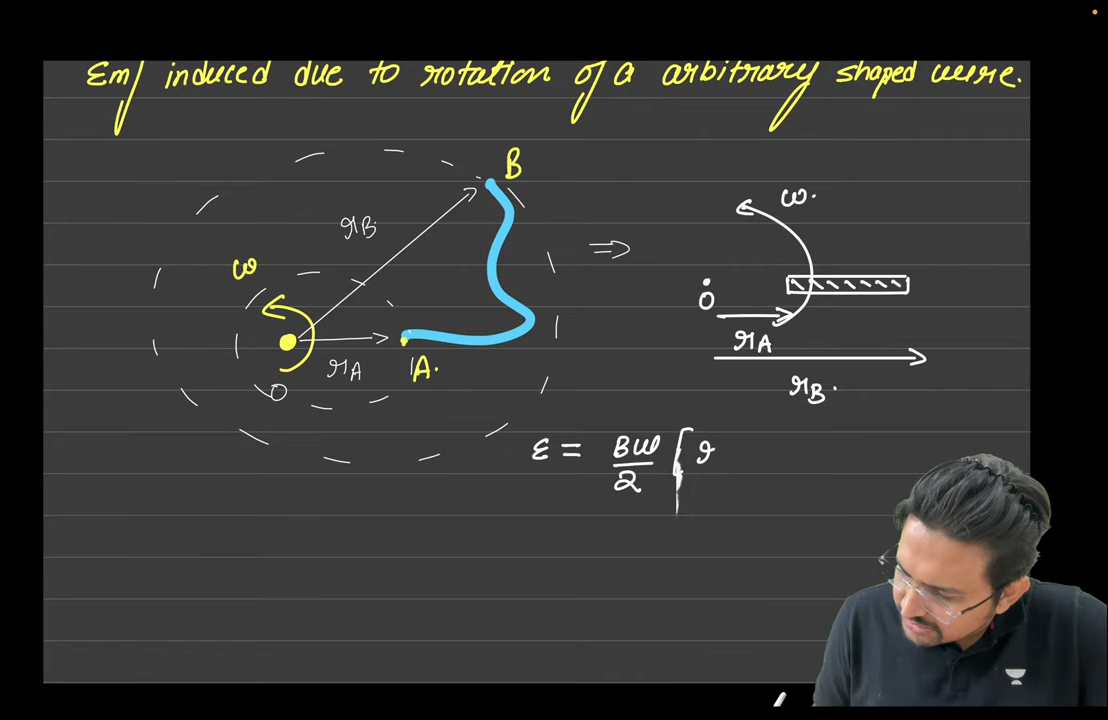 Emf induced due to rotation of a arbitrary shaped wire.
B
rB
ω
O
rA
A.
⇒
ω.
O
rA
rB.
ε = Bω/2 [ r